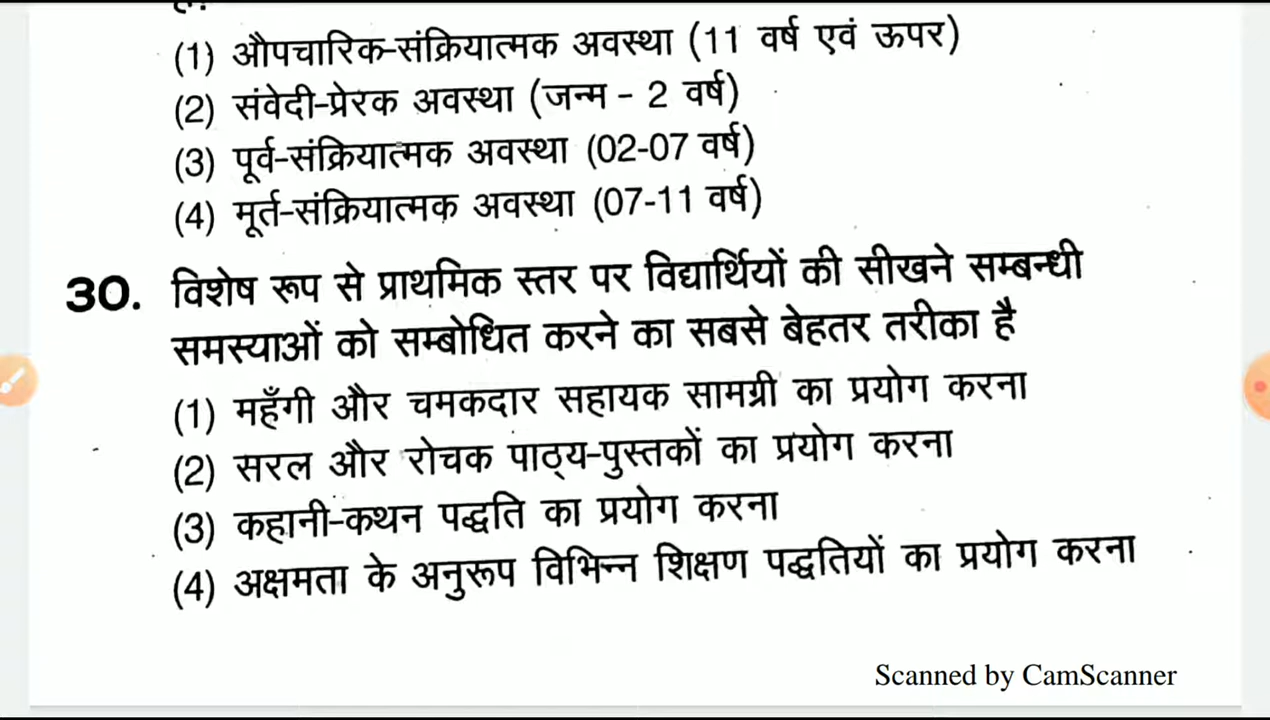 (1) औपचारिक-संक्रियात्मक अवस्था (11 वर्ष एवं ऊपर)
(2) संवेदी-प्रेरक अवस्था (जन्म - 2 वर्ष)
(3) पूर्व-संक्रियात्मक अवस्था (02-07 वर्ष)
(4) मूर्त-संक्रियात्मक अवस्था (07-11 वर्ष)
30. विशेष रूप से प्राथमिक स्तर पर विद्यार्थियों की सीखने सम्बन्धी
समस्याओं को सम्बोधित करने का सबसे बेहतर तरीका है
(1) महँगी और चमकदार सहायक सामग्री का प्रयोग करना
(2) सरल और रोचक पाठ्य-पुस्तकों का प्रयोग करना
(3) कहानी-कथन पद्धति का प्रयोग करना
(4) अक्षमता के अनुरूप विभिन्न शिक्षण पद्धतियों का प्रयोग करना
Scanned by CamScanner